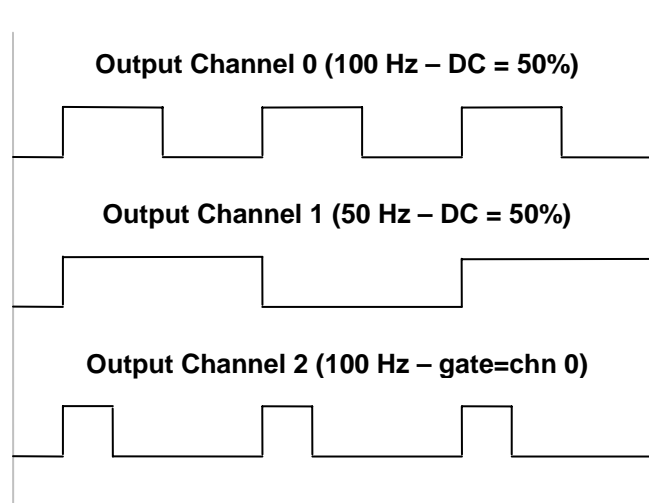 Output Channel 0 (100 Hz – DC = 50%)
Output Channel 1 (50 Hz – DC = 50%)
Output Channel 2 (100 Hz – gate=chn 0)